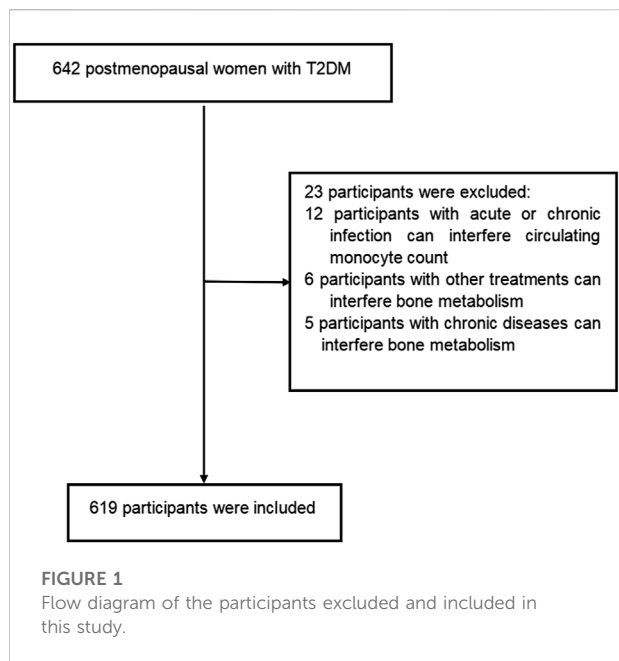 642 postmenopausal women with T2DM
23 participants were excluded:
12 participants with acute or chronic
infection can interfere circulating
monocyte count
6 participants with other treatments can
interfere bone metabolism
5 participants with chronic diseases can
interfere bone metabolism
619 participants were included
FIGURE 1
Flow diagram of the participants excluded and included in
this study.